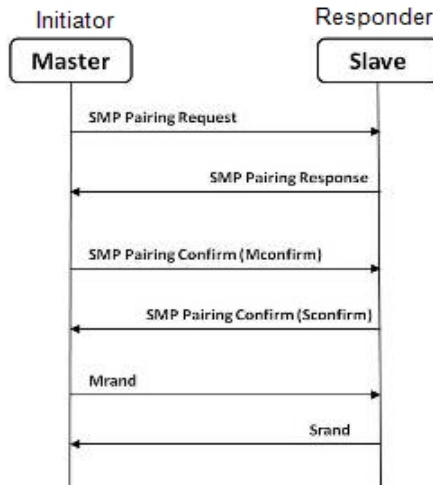 Initiator
Responder
Master
Slave
SMP Pairing Request
SMP Pairing Response
SMP Pairing Confirm (Mconfirm)
SMP Pairing Confirm (Sconfirm)
Mrand
Srand